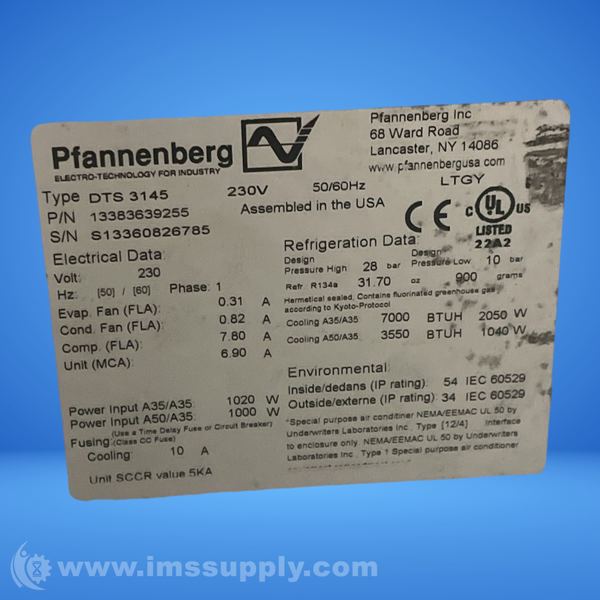 Pfannenberg
ELECTRO-TECHNOLOGY FOR INDUSTRY
Pfannenberg Inc
68 Ward Road
Lancaster, NY 14086
www.pfannenbergusa.com
Type DTS 3145 230V 50/60Hz LTGY
P/N 13383639255 Assembled in the USA
S/N S13360826785
CE C UL US
LISTED
22A2
Electrical Data:
Volt: 230
Hz: [50] / [60] Phase: 1
Evap. Fan (FLA): 0.31 A
Cond. Fan (FLA): 0.82 A
Comp. (FLA): 7.80 A
Unit (MCA): 6.90 A
Power Input A35/A35: 1020 W
Power Input A50/A35: 1000 W
(Use a Time Delay Fuse or Circuit Breaker)
Fusing: (Class CC Fuse)
Cooling: 10 A
Unit SCCR value 5KA
Refrigeration Data:
Design Pressure High 28 bar Design Pressure Low 10 bar
Refr R134a 31.70 oz 900 grams
Hermetical sealed, Contains fluorinated greenhouse gas
according to Kyoto-Protocol
Cooling A35/A35 7000 BTUH 2050 W
Cooling A50/A35 3550 BTUH 1040 W
Environmental:
Inside/dedans (IP rating): 54 IEC 60529
Outside/externe (IP rating): 34 IEC 60529
"Special purpose air conditiner NEMA/EEMAC UL 50 by
Underwriters Laboratories Inc., Type [12/4] Interface
to enclosure only. NEMA/EEMAC UL 50 by Underwriters
Laboratories Inc., Type 1 Special purpose air conditioner
www.imssupply.com